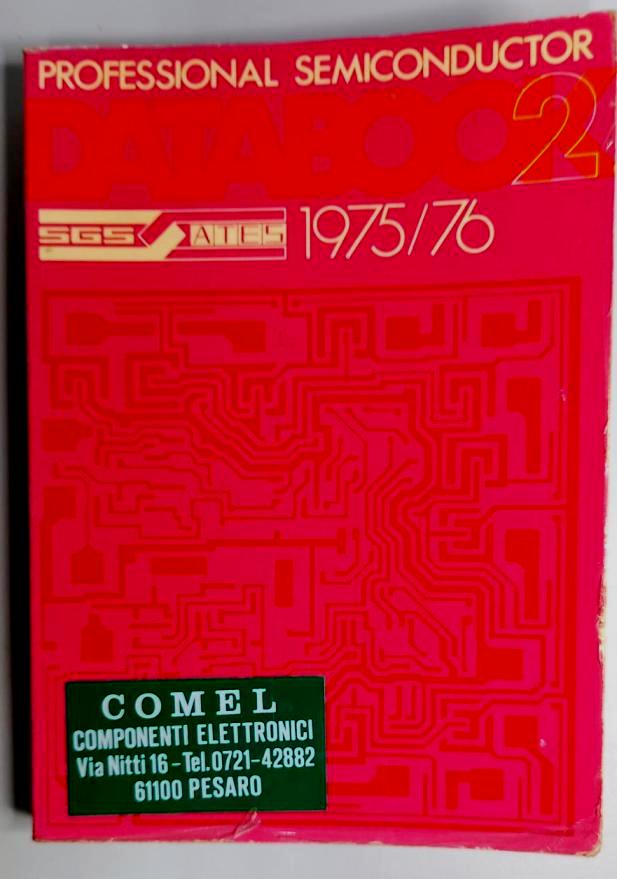 PROFESSIONAL SEMICONDUCTOR
DATABOOK 2
SGS ATES 1975/76
COMEL
COMPONENTI ELETTRONICI
Via Nitti 16-Tel. 0721-42882
61100 PESARO